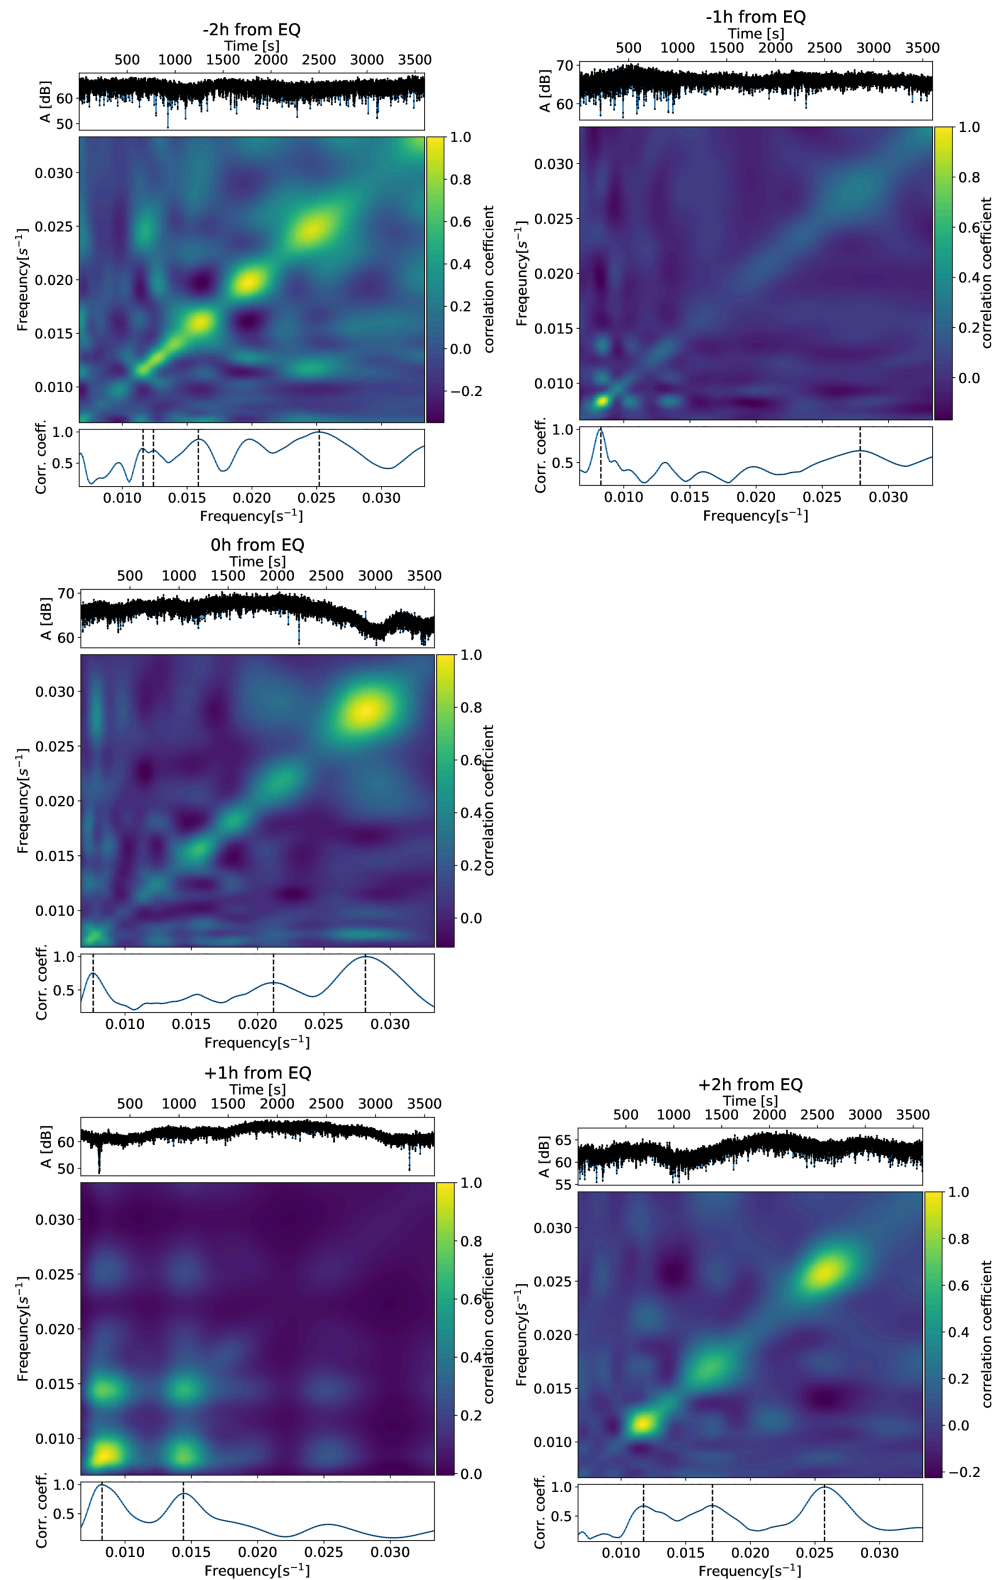 -2h from EQ
Time [s]
500 1000 1500 2000 2500 3000 3500
A [dB]
60
50
Freqeuncy[s⁻¹]
0.030
0.025
0.020
0.015
0.010
1.0
0.8
0.6
0.4
0.2
0.0
−0.2
correlation coefficient
Corr. coeff.
1.0
0.5
0.010 0.015 0.020 0.025 0.030
Frequency[s⁻¹]
-1h from EQ
Time [s]
500 1000 1500 2000 2500 3000 3500
A [dB]
70
60
Freqeuncy[s⁻¹]
0.030
0.025
0.020
0.015
0.010
1.0
0.8
0.6
0.4
0.2
0.0
correlation coefficient
Corr. coeff.
1.0
0.5
0.010 0.015 0.020 0.025 0.030
Frequency[s⁻¹]
0h from EQ
Time [s]
500 1000 1500 2000 2500 3000 3500
A [dB]
70
60
Freqeuncy[s⁻¹]
0.030
0.025
0.020
0.015
0.010
1.0
0.8
0.6
0.4
0.2
0.0
correlation coefficient
Corr. coeff.
1.0
0.5
0.010 0.015 0.020 0.025 0.030
Frequency[s⁻¹]
+1h from EQ
Time [s]
500 1000 1500 2000 2500 3000 3500
A [dB]
60
50
Freqeuncy[s⁻¹]
0.030
0.025
0.020
0.015
0.010
1.0
0.8
0.6
0.4
0.2
0.0
correlation coefficient
Corr. coeff.
1.0
0.5
0.010 0.015 0.020 0.025 0.030
Frequency[s⁻¹]
+2h from EQ
Time [s]
500 1000 1500 2000 2500 3000 3500
A [dB]
65
60
55
Freqeuncy[s⁻¹]
0.030
0.025
0.020
0.015
0.010
1.0
0.8
0.6
0.4
0.2
0.0
−0.2
correlation coefficient
Corr. coeff.
1.0
0.5
0.010 0.015 0.020 0.025 0.030
Frequency[s⁻¹]